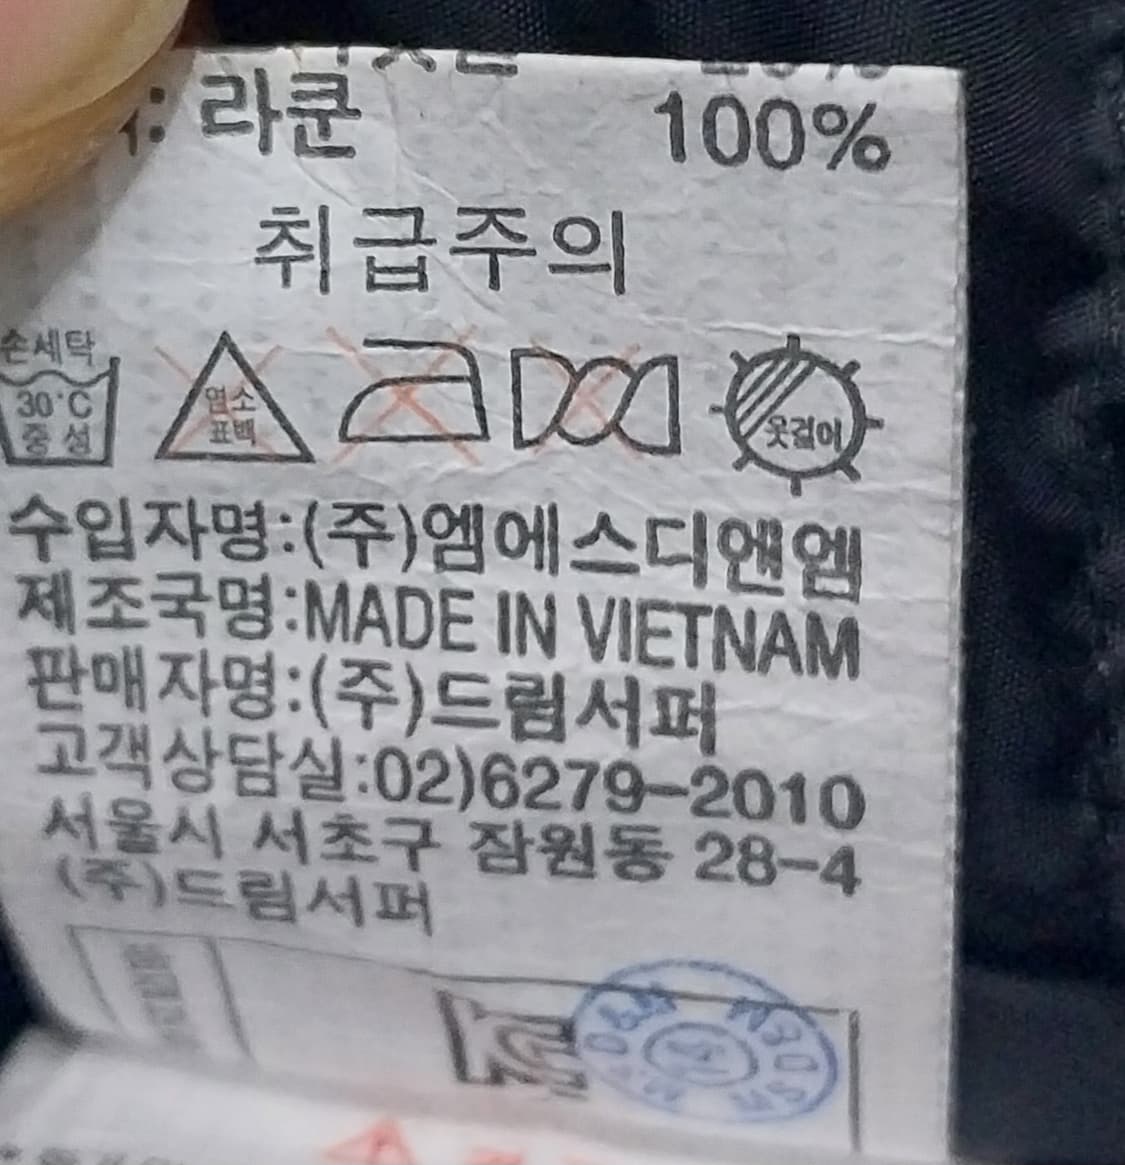 : 라쿤 100%
취급주의
손세탁
30°C
중성
염소
표백
옷걸이
수입자명:(주)엠에스디앤엠
제조국명:MADE IN VIETNAM
판매자명:(주)드림서퍼
고객상담실:02)6279-2010
서울시 서초구 잠원동 28-4
(주)드림서퍼